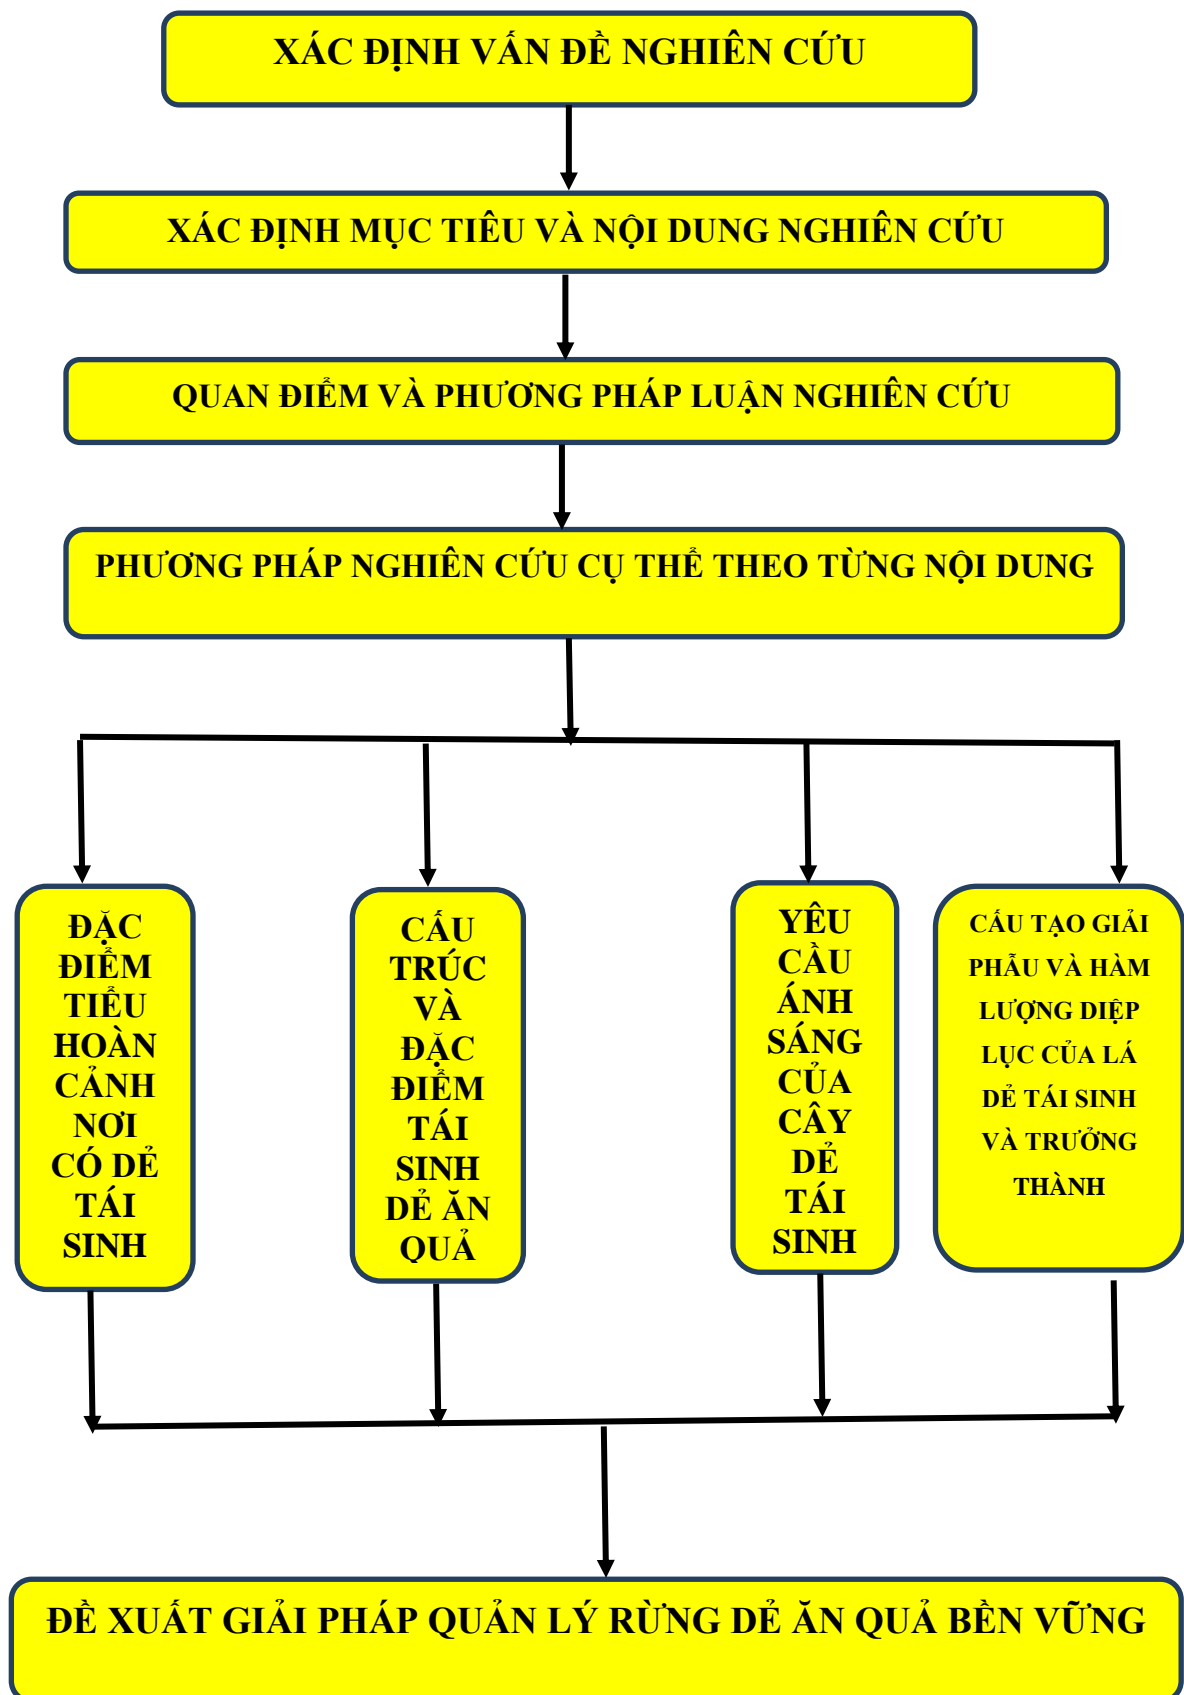 XÁC ĐỊNH VẤN ĐỀ NGHIÊN CỨU
XÁC ĐỊNH MỤC TIÊU VÀ NỘI DUNG NGHIÊN CỨU
QUAN ĐIỂM VÀ PHƯƠNG PHÁP LUẬN NGHIÊN CỨU
PHƯƠNG PHÁP NGHIÊN CỨU CỤ THỂ THEO TỪNG NỘI DUNG
ĐẶC
ĐIỂM
TIỂU
HOÀN
CẢNH
NƠI
CÓ DẺ
TÁI
SINH
CẤU
TRÚC
VÀ
ĐẶC
ĐIỂM
TÁI
SINH
DẺ ĂN
QUẢ
YÊU
CẦU
ÁNH
SÁNG
CỦA
CÂY
DẺ
TÁI
SINH
CẤU TẠO GIẢI
PHẪU VÀ HÀM
LƯỢNG DIỆP
LỤC CỦA LÁ
DẺ TÁI SINH
VÀ TRƯỞNG
THÀNH
ĐỀ XUẤT GIẢI PHÁP QUẢN LÝ RỪNG DẺ ĂN QUẢ BỀN VỮNG